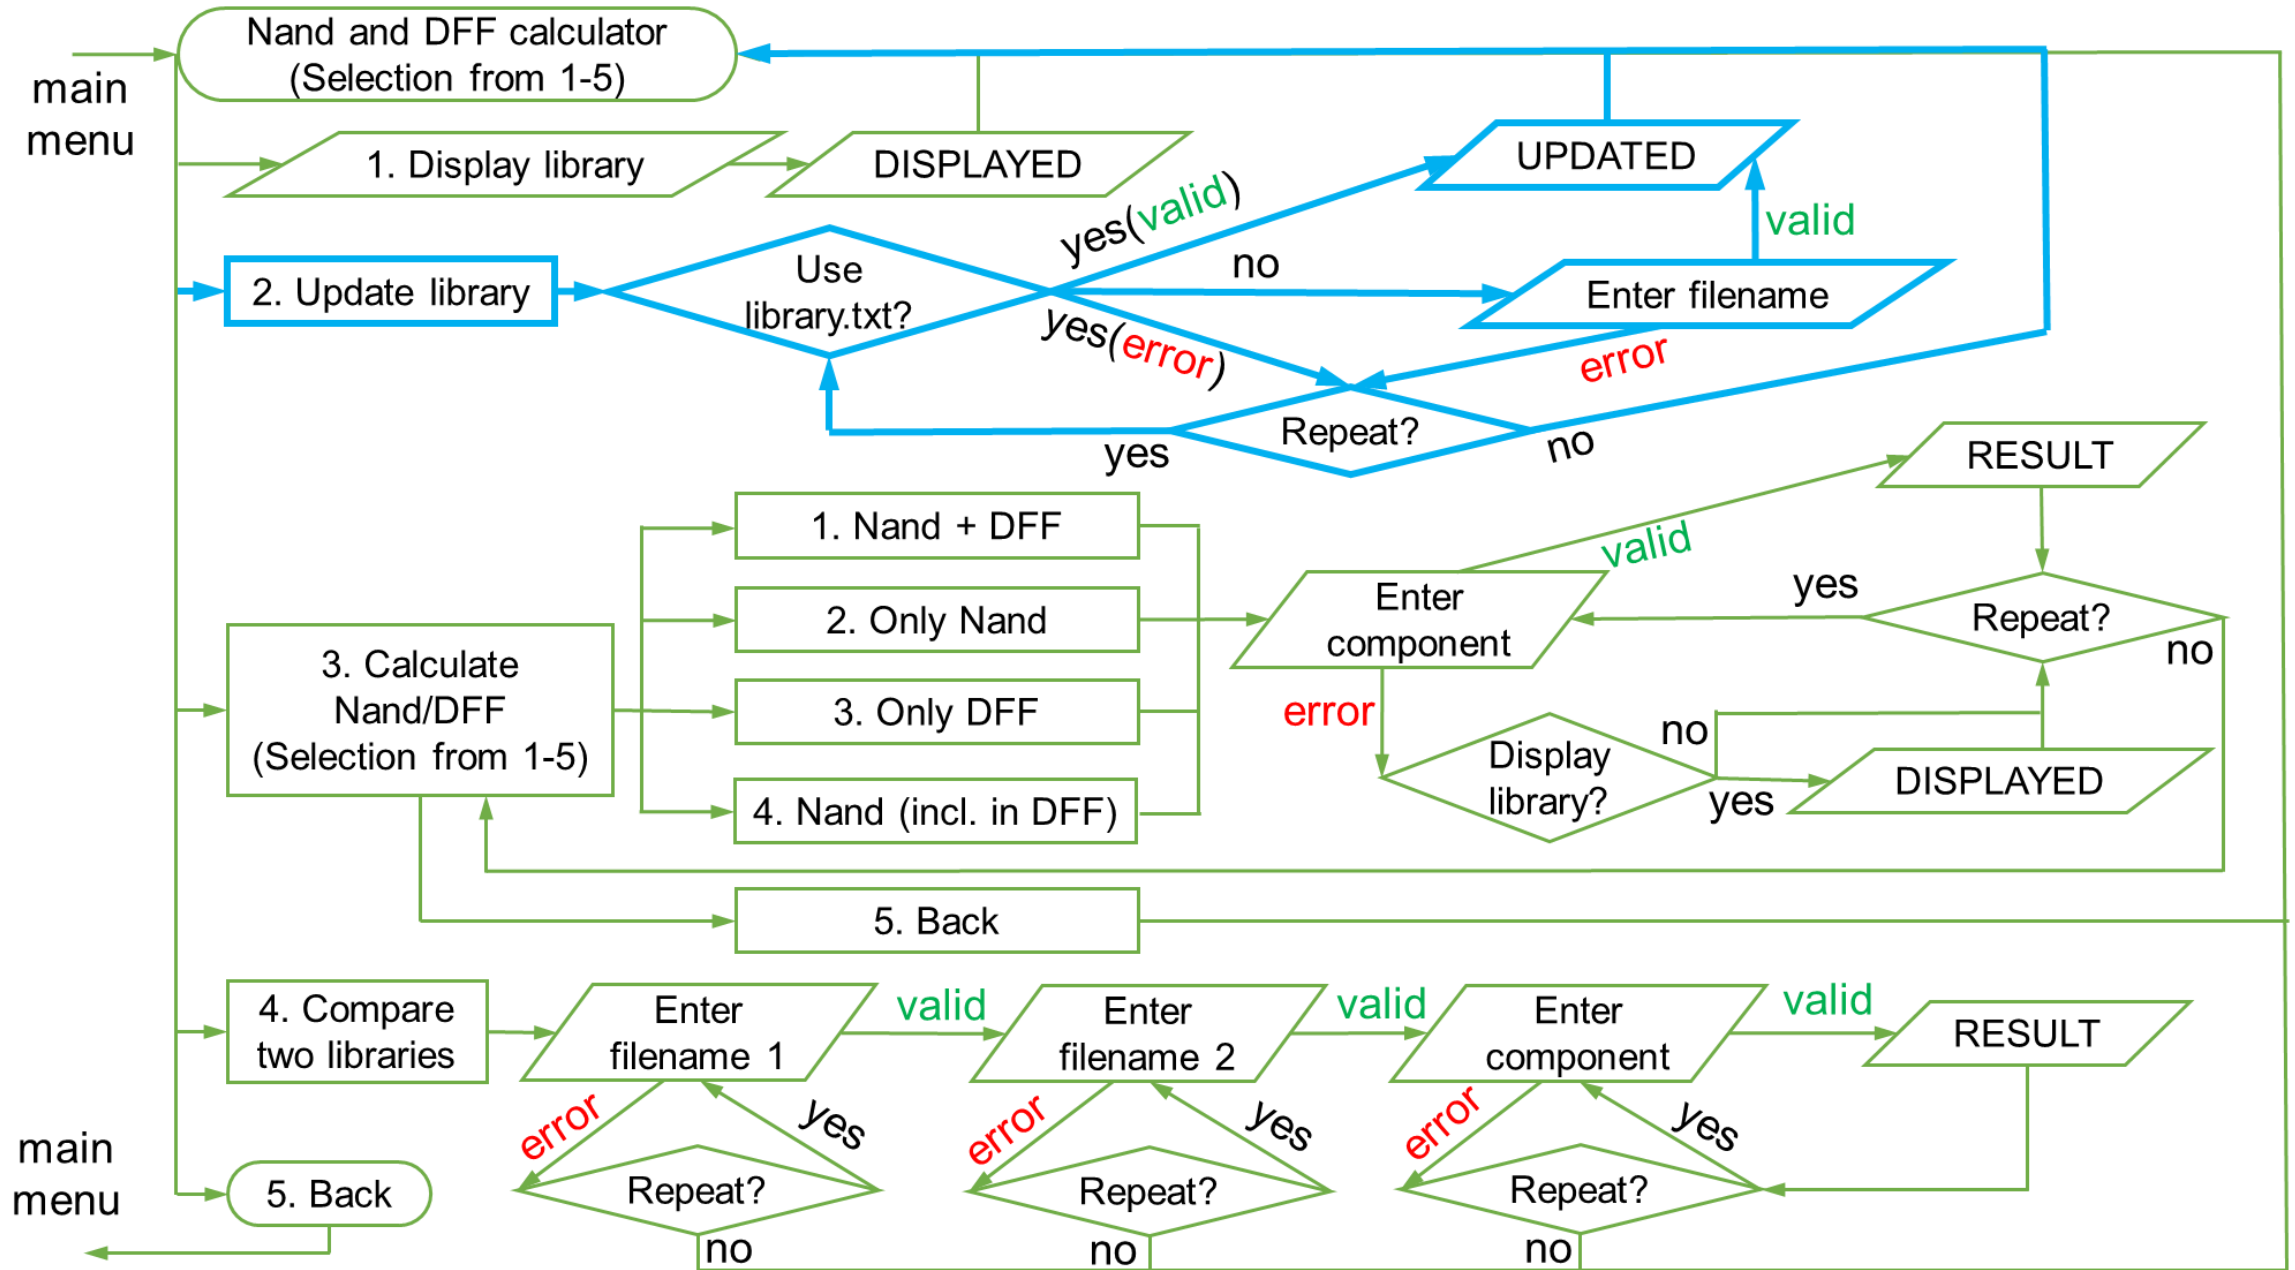 Nand and DFF calculator
(Selection from 1-5)
main
menu
1. Display library
DISPLAYED
UPDATED
yes(valid)
valid
2. Update library
Use
library.txt?
no
Enter filename
yes(error)
error
Repeat?
yes
no
RESULT
1. Nand + DFF
valid
2. Only Nand
Enter
component
yes
Repeat?
no
3. Calculate
Nand/DFF
(Selection from 1-5)
3. Only DFF
error
Display
library?
no
yes
DISPLAYED
4. Nand (incl. in DFF)
5. Back
4. Compare
two libraries
Enter
filename 1
valid
Enter
filename 2
valid
Enter
component
valid
RESULT
error
yes
error
yes
error
yes
main
menu
5. Back
Repeat?
Repeat?
Repeat?
no
no
no